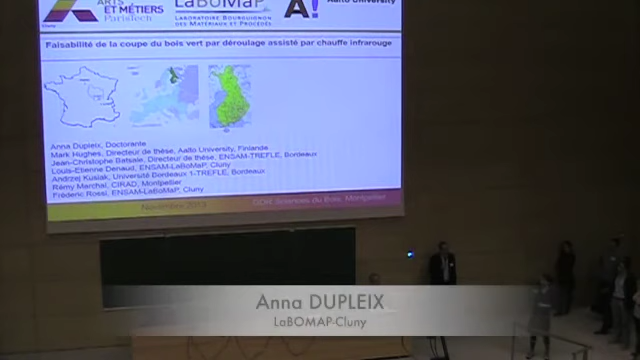 ARTS
ET MÉTIERS
ParisTech
LaBoMaP
LABORATOIRE BOURGUIGNON
DES MATÉRIAUX ET PROCÉDÉS
A!
Aalto University
Cluny
Faisabilité de la coupe du bois vert par déroulage assisté par chauffe infrarouge
Anna Dupleix, Doctorante
Mark Hughes, Directeur de thèse, Aalto University, Finlande
Jean-Christophe Batsale, Directeur de thèse, ENSAM-TREFLE, Bordeaux
Louis-Etienne Denaud, ENSAM-LaBoMaP, Cluny
Andrzej Kusiak, Université Bordeaux 1-TREFLE, Bordeaux
Rémy Marchal, CIRAD, Montpellier
Frédéric Rossi, ENSAM-LaBoMaP, Cluny
Novembre 2013
GDR Sciences du Bois, Montpellier
Anna DUPLEIX
LaBOMAP-Cluny